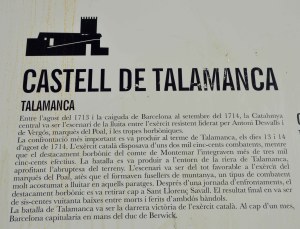 CASTELL DE TALAMANCA
TALAMANCA
Entre l'agost del 1713 i la caiguda de Barcelona al setembre del 1714, la Catalunya
central va ser l'escenari de la lluita entre l'exèrcit resistent liderat per Antoni Desvalls i
de Vergós, marquès del Poal, i les tropes borbòniques.
La confrontació més important es va produir al terme de Talamanca, els dies 13 i 14
d'agost de 1714. L'exèrcit català disposava d'uns dos mil cinc-cents combatents, mentre
que el destacament borbònic del comte de Montemar l'integraven més de tres mil
cinc-cents efectius. La batalla es va produir a l'entorn de la riera de Talamanca,
aprofitant l'abruptesa del terreny. L'escenari va ser del tot favorable a l'exèrcit del
marquès del Poal, atès que el formaven fusellers de muntanya, un tipus de combatent
molt acostumat a lluitar en aquells paratges. Després d'una jornada d'enfrontaments, el
destacament borbònic es va retirar cap a Sant Llorenç Savall. El resultat final va ser
de sis-centes vuitanta baixes entre morts i ferits d'ambdós bàndols.
La batalla de Talamanca va ser la darrera victòria de l'exèrcit català. Al cap d'un mes,
Barcelona capitularia en mans del duc de Berwick.